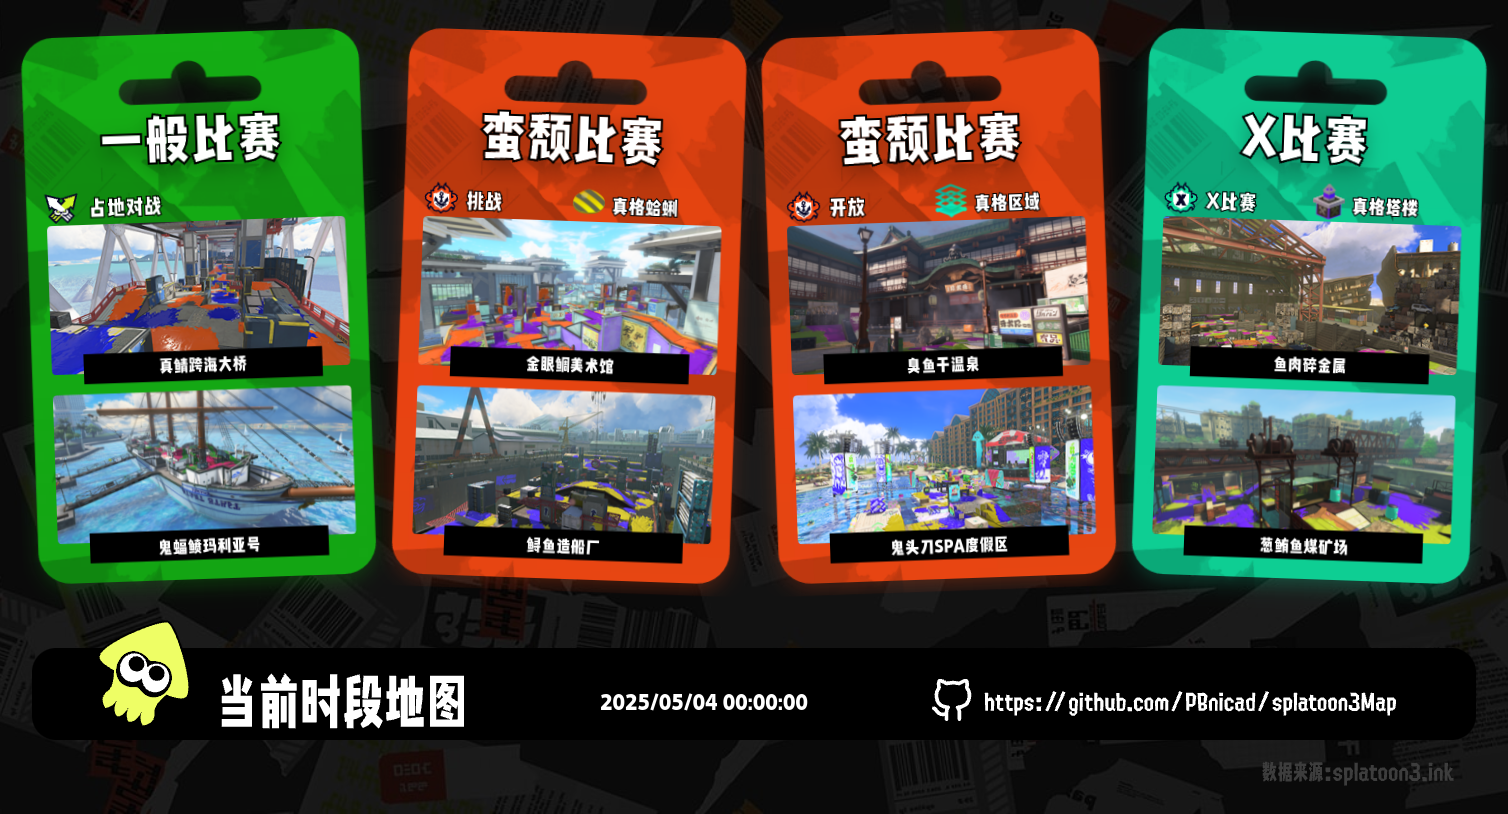 一般比赛
占地对战
真鲭跨海大桥
鬼蝠鲼玛利亚号
蛮颓比赛
挑战
真格蛤蜊
金眼鲷美术馆
鲟鱼造船厂
蛮颓比赛
开放
真格区域
臭鱼干温泉
鬼头刀SPA度假区
X比赛
X比赛
真格塔楼
鱼肉碎金属
葱鲔鱼煤矿场
当前时段地图
2025/05/04 00:00:00
https://github.com/PBnicad/splatoon3Map
数据来源:splatoon3.ink